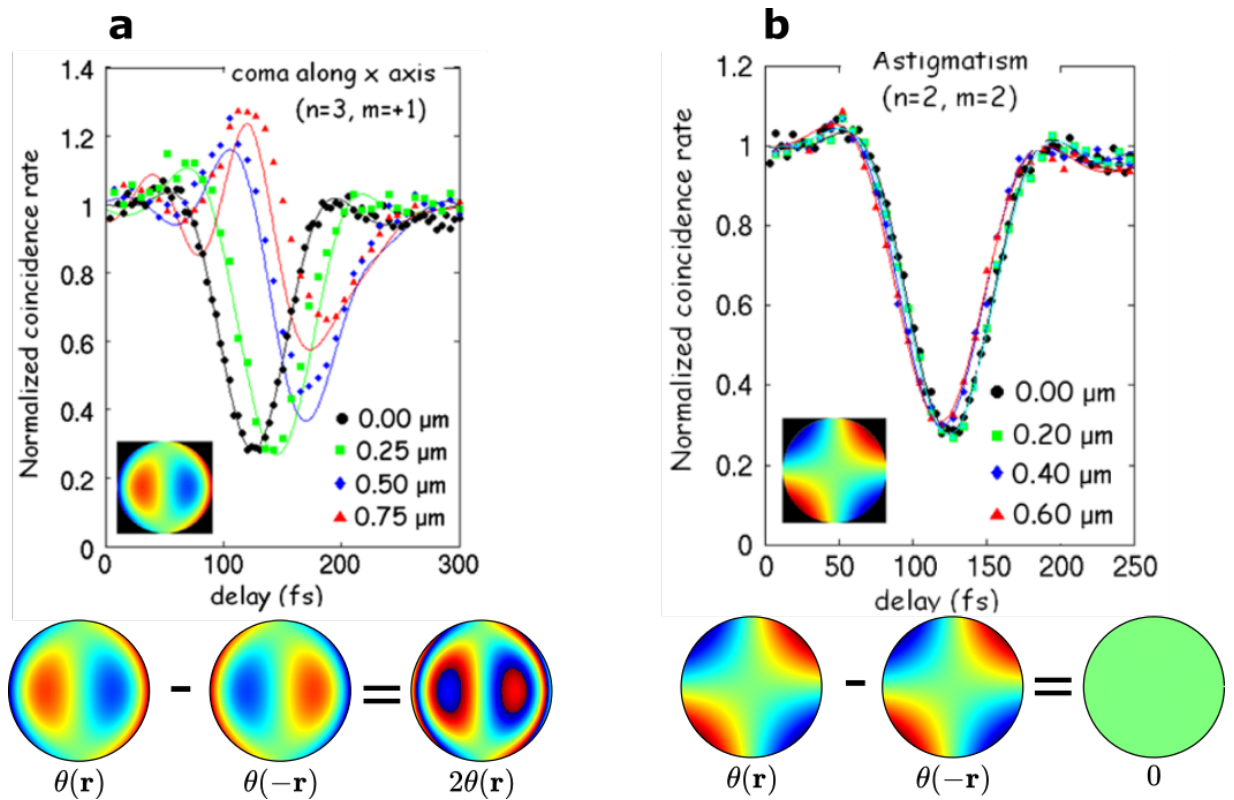 a
coma along x axis
(n=3, m=+1)
Normalized coincidence rate
1.4
1.2
1
0.8
0.6
0.4
0.2
0
0.00 μm
0.25 μm
0.50 μm
0.75 μm
0 100 200 300
delay (fs)
θ(r) - θ(−r) = 2θ(r)
b
Astigmatism
(n=2, m=2)
Normalized coincidence rate
1.2
1
0.8
0.6
0.4
0.2
0
0.00 μm
0.20 μm
0.40 μm
0.60 μm
0 50 100 150 200 250
delay (fs)
θ(r) - θ(−r) = 0